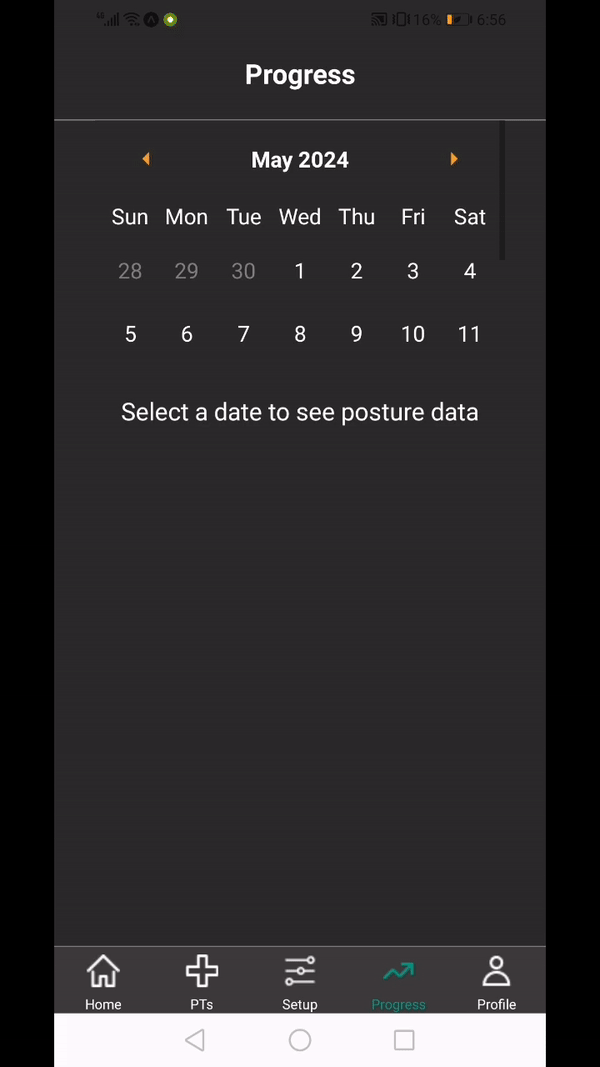 16% 6:56
Progress
May 2024
Sun Mon Tue Wed Thu Fri Sat
28 29 30 1 2 3 4
5 6 7 8 9 10 11
Select a date to see posture data
Home PTs Setup Progress Profile